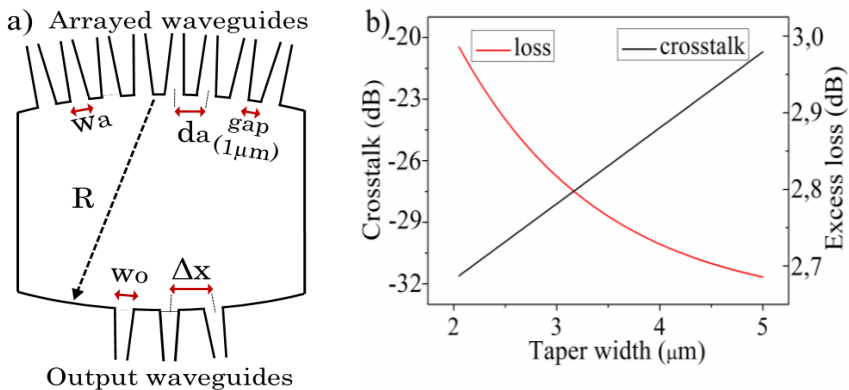 a)
Arrayed waveguides
wa
da
gap
(1µm)
R
wo
Δx
Output waveguides
b)
loss
crosstalk
Crosstalk (dB)
-20
-23
-26
-29
-32
2
3
4
5
Taper width (µm)
3,0
2,9
2,8
2,7
Excess loss (dB)